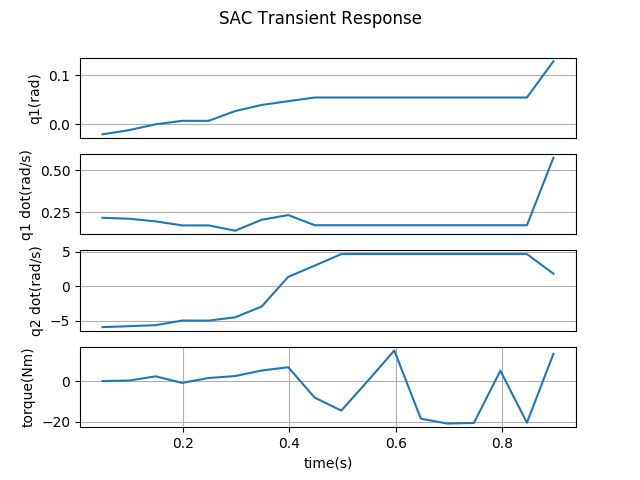 SAC Transient Response
q1(rad)
0.1
0.0
q1 dot(rad/s)
0.50
0.25
q2 dot(rad/s)
5
0
−5
torque(Nm)
0
−20
0.2 0.4 0.6 0.8
time(s)